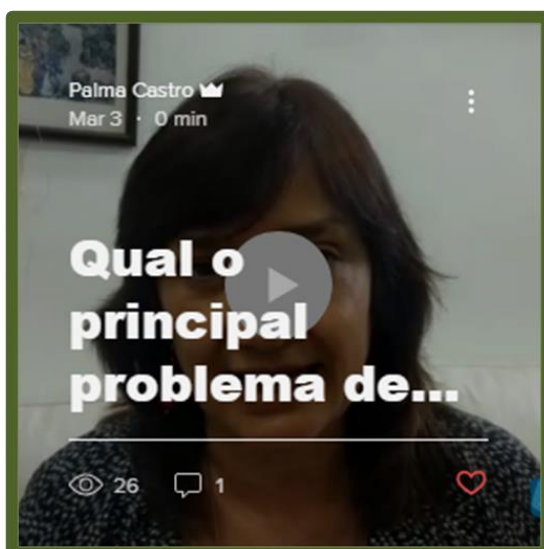 Palma Castro
Mar 3 · 0 min
Qual o
principal
problema de...
26 1